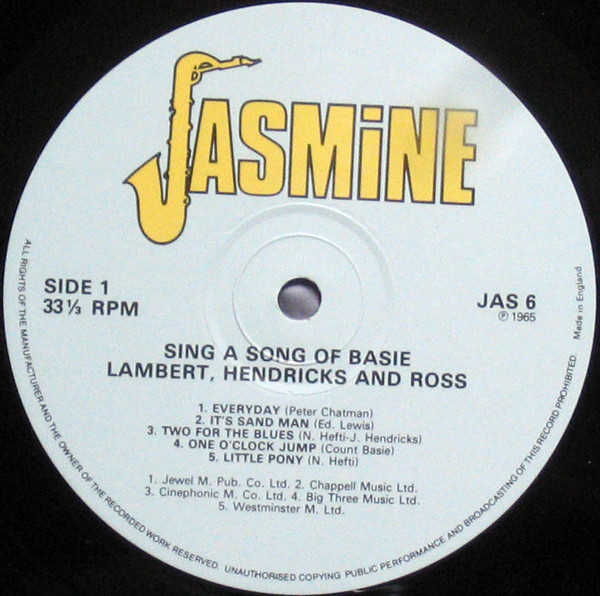 JASMiNE
SIDE 1
33⅓ RPM
JAS 6
℗ 1965
SING A SONG OF BASIE
LAMBERT, HENDRICKS AND ROSS
1. EVERYDAY (Peter Chatman)
2. IT'S SAND MAN (Ed. Lewis)
3. TWO FOR THE BLUES (N. Hefti-J. Hendricks)
4. ONE O'CLOCK JUMP (Count Basie)
5. LITTLE PONY (N. Hefti)
1. Jewel M. Pub. Co. Ltd. 2. Chappell Music Ltd.
3. Cinephonic M. Co. Ltd. 4. Big Three Music Ltd.
5. Westminster M. Ltd.
ALL RIGHTS OF THE MANUFACTURER AND THE OWNER OF THE RECORDED WORK RESERVED. UNAUTHORISED COPYING PUBLIC PERFORMANCE AND BROADCASTING OF THIS RECORD PROHIBITED. Made in England